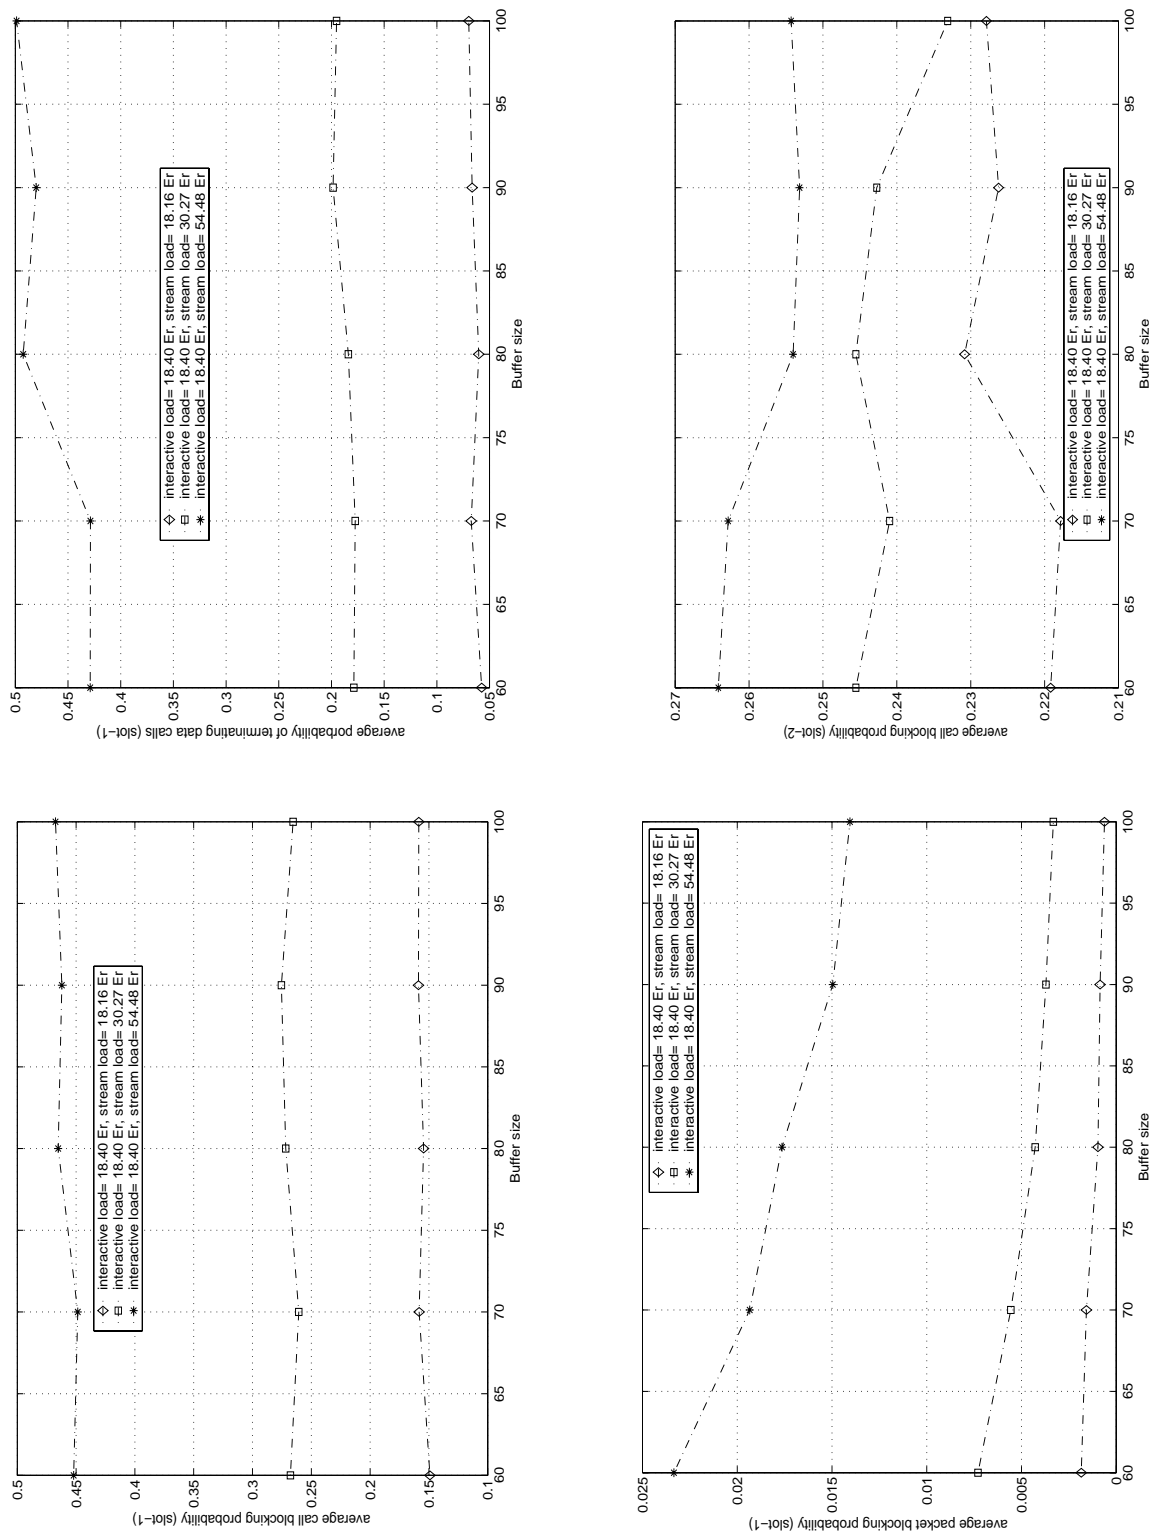 average call blocking probability (slot−1)
0.5
0.45
0.4
0.35
0.3
0.25
0.2
0.15
0.1
interactive load= 18.40 Er, stream load= 18.16 Er
interactive load= 18.40 Er, stream load= 30.27 Er
interactive load= 18.40 Er, stream load= 54.48 Er
60 65 70 75 80 85 90 95 100
Buffer size
average porbability of terminating data calls (slot−1)
0.5
0.45
0.4
0.35
0.3
0.25
0.2
0.15
0.1
0.05
interactive load= 18.40 Er, stream load= 18.16 Er
interactive load= 18.40 Er, stream load= 30.27 Er
interactive load= 18.40 Er, stream load= 54.48 Er
60 65 70 75 80 85 90 95 100
Buffer size
average packet blocking probability (slot−1)
0.025
0.02
0.015
0.01
0.005
0
interactive load= 18.40 Er, stream load= 18.16 Er
interactive load= 18.40 Er, stream load= 30.27 Er
interactive load= 18.40 Er, stream load= 54.48 Er
60 65 70 75 80 85 90 95 100
Buffer size
average call blocking probability (slot−2)
0.27
0.26
0.25
0.24
0.23
0.22
0.21
interactive load= 18.40 Er, stream load= 18.16 Er
interactive load= 18.40 Er, stream load= 30.27 Er
interactive load= 18.40 Er, stream load= 54.48 Er
60 65 70 75 80 85 90 95 100
Buffer size